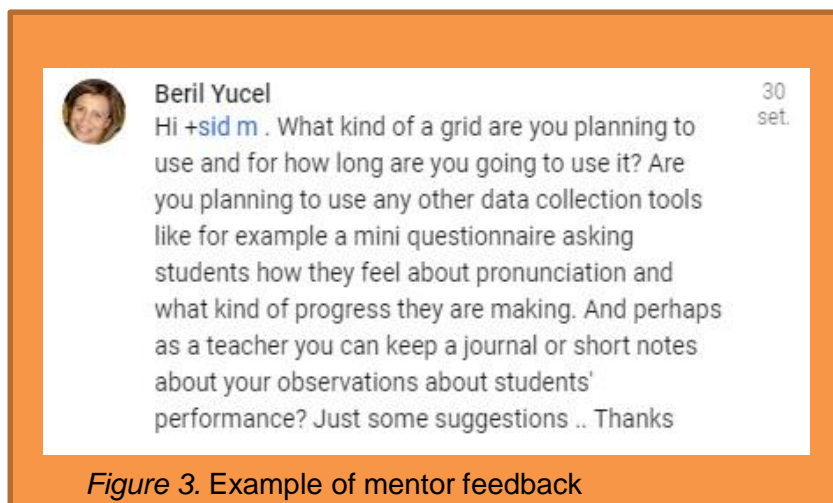 Beril Yucel
30
set.
Hi +sid m . What kind of a grid are you planning to
use and for how long are you going to use it? Are
you planning to use any other data collection tools
like for example a mini questionnaire asking
students how they feel about pronunciation and
what kind of progress they are making. And perhaps
as a teacher you can keep a journal or short notes
about your observations about students'
performance? Just some suggestions .. Thanks
Figure 3. Example of mentor feedback